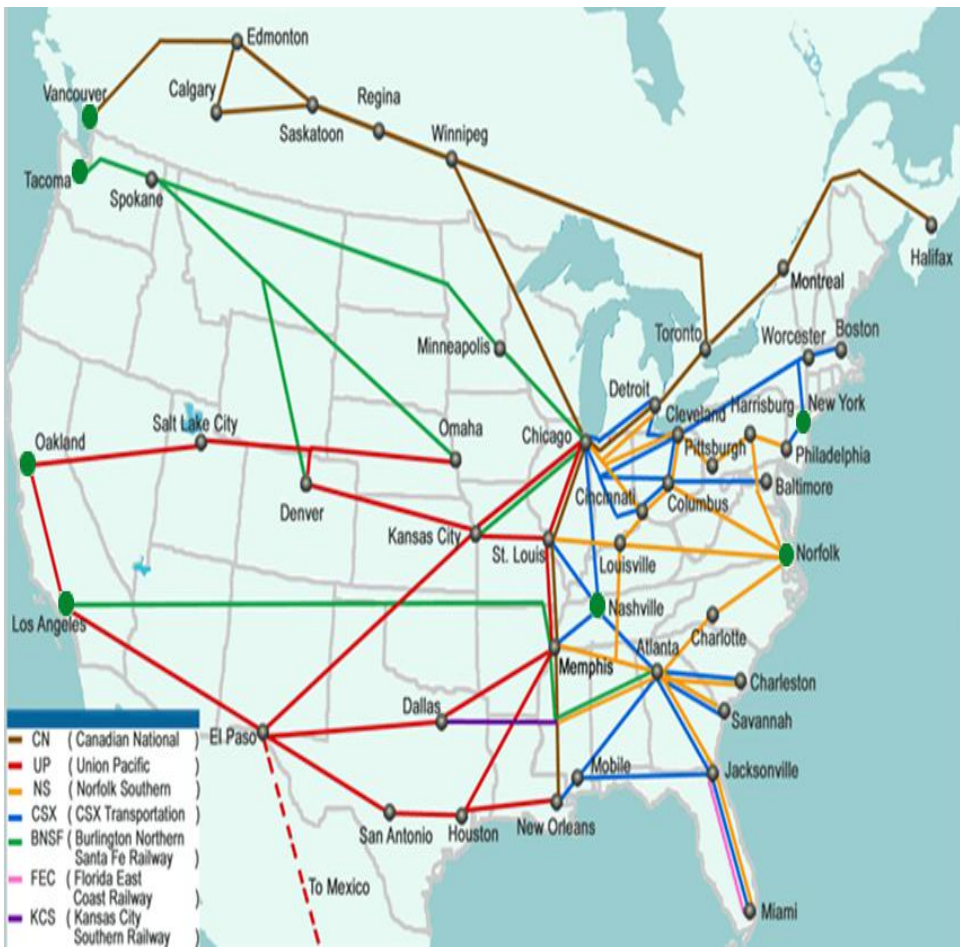 Edmonton
Vancouver
Calgary
Regina
Saskatoon
Winnipeg
Tacoma
Spokane
Halifax
Montreal
Minneapolis
Toronto
Worcester
Boston
Detroit
Cleveland
Harrisburg
New York
Salt Lake City
Oakland
Omaha
Chicago
Pittsburgh
Philadelphia
Denver
Cincinnati
Columbus
Baltimore
Kansas City
St. Louis
Louisville
Norfolk
Los Angeles
Nashville
Charlotte
Atlanta
Memphis
Charleston
Dallas
Savannah
El Paso
Mobile
Jacksonville
San Antonio
Houston
New Orleans
To Mexico
Miami
CN ( Canadian National )
UP ( Union Pacific )
NS ( Norfolk Southern )
CSX ( CSX Transportation )
BNSF ( Burlington Northern
Santa Fe Railway )
FEC ( Florida East
Coast Railway )
KCS ( Kansas City
Southern Railway )